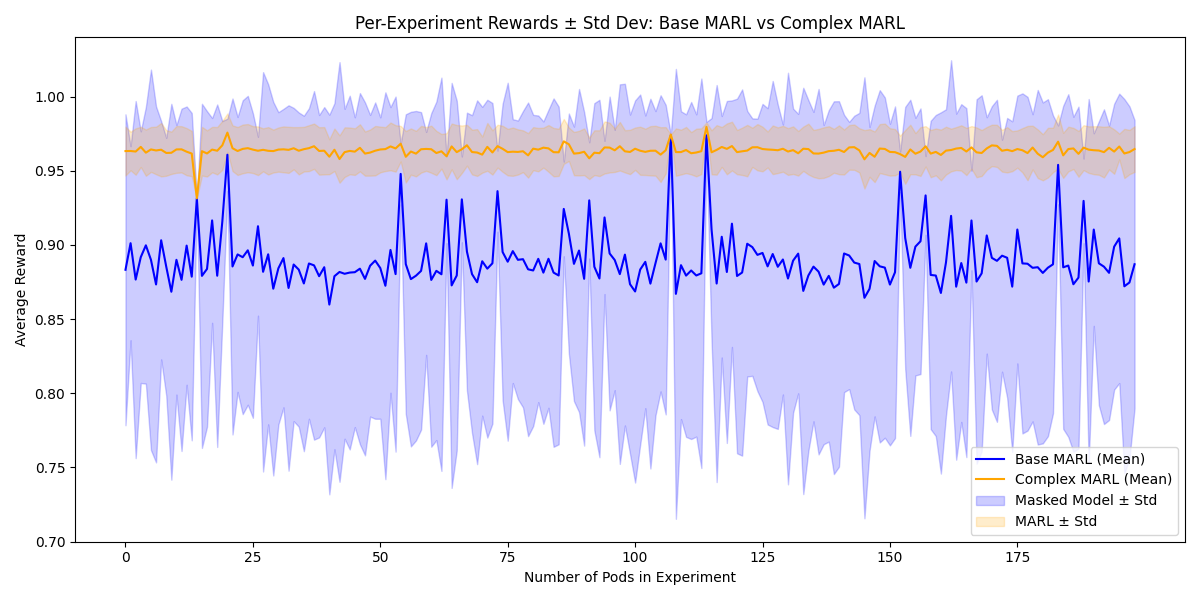 Per-Experiment Rewards ± Std Dev: Base MARL vs Complex MARL
Average Reward
1.00
0.95
0.90
0.85
0.80
0.75
0.70
0 25 50 75 100 125 150 175
Number of Pods in Experiment
Base MARL (Mean)
Complex MARL (Mean)
Masked Model ± Std
MARL ± Std